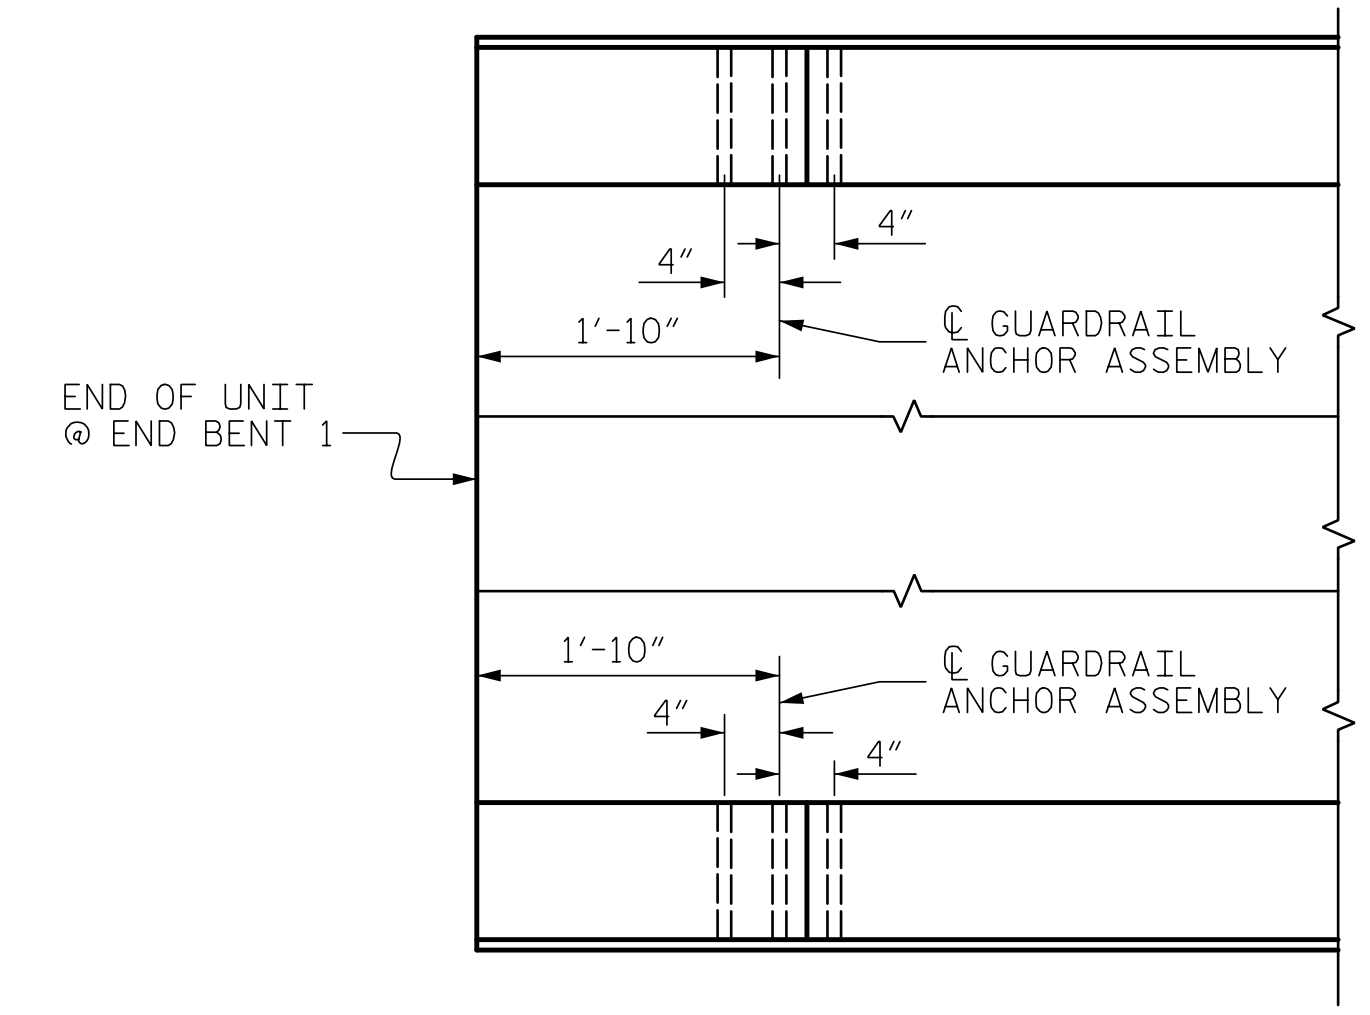 4"
4"
1'-10"
℄ GUARDRAIL
ANCHOR ASSEMBLY
END OF UNIT
@ END BENT 1
1'-10"
℄ GUARDRAIL
ANCHOR ASSEMBLY
4"
4"